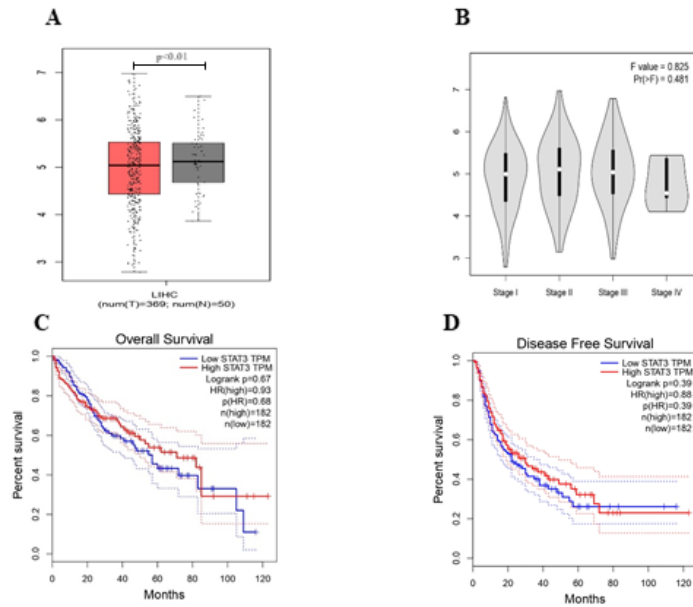 A
p<0.01
7
6
5
4
3
LIHC
(num(T)=369; num(N)=50)
B
F value = 0.825
Pr(>F) = 0.481
7
6
5
4
3
Stage I
Stage II
Stage III
Stage IV
C
Overall Survival
Low STAT3 TPM
High STAT3 TPM
Logrank p=0.67
HR(high)=0.93
p(HR)=0.68
n(high)=182
n(low)=182
Percent survival
1.0
0.8
0.6
0.4
0.2
0.0
0
20
40
60
80
100
120
Months
D
Disease Free Survival
Low STAT3 TPM
High STAT3 TPM
Logrank p=0.39
HR(high)=0.88
p(HR)=0.39
n(high)=182
n(low)=182
Percent survival
1.0
0.8
0.6
0.4
0.2
0.0
0
20
40
60
80
100
120
Months